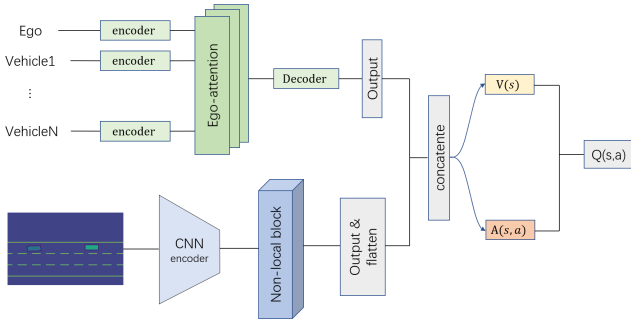 Ego
encoder
Vehicle1
encoder
⋮
VehicleN
encoder
Ego-attention
Decoder
Output
concatente
V(s)
A(s, a)
Q(s,a)
CNN
encoder
Non-local block
Output &
flatten